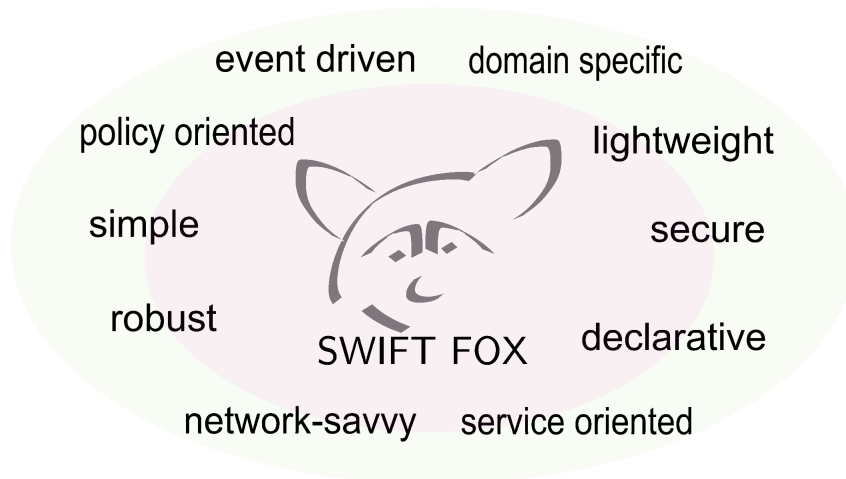 event driven
domain specific
policy oriented
lightweight
simple
secure
robust
declarative
SWIFT FOX
network-savvy
service oriented